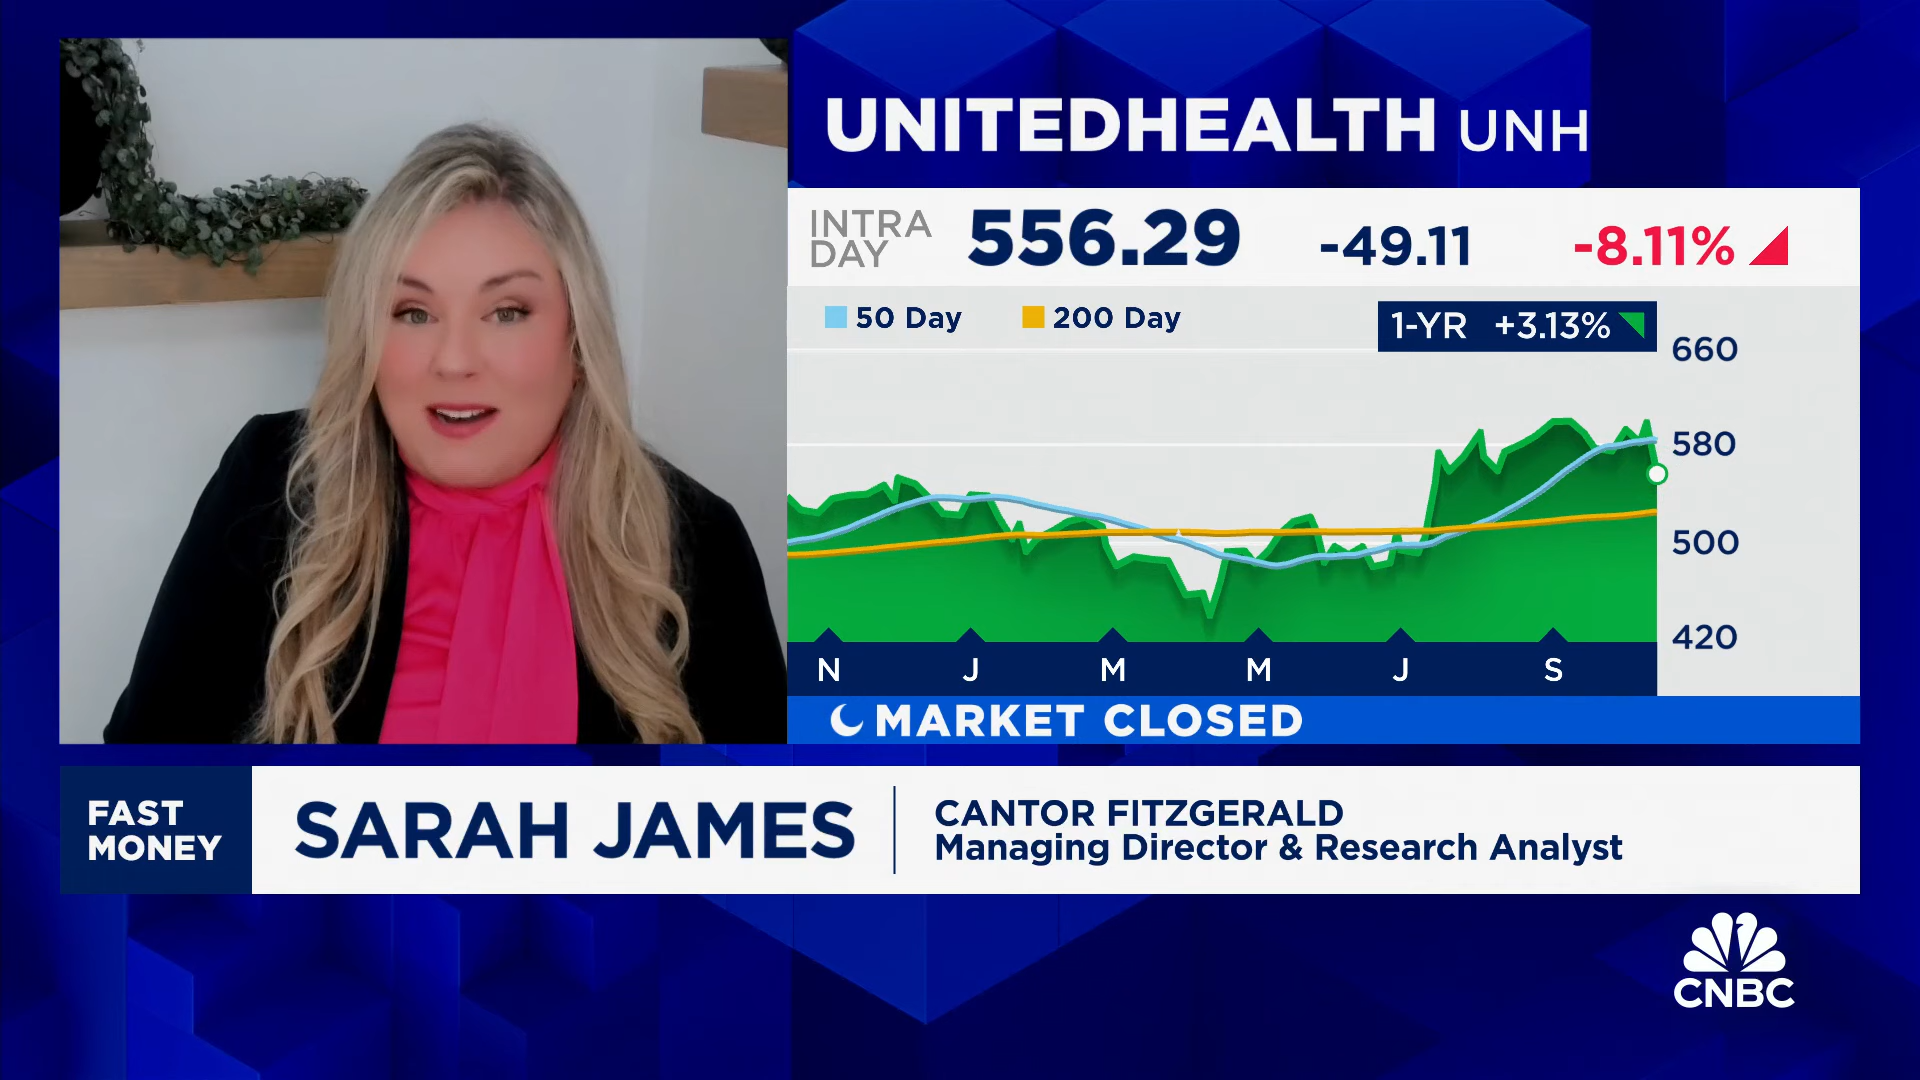 UNITEDHEALTH UNH
INTRA
DAY
556.29 -49.11 -8.11%
50 Day 200 Day
1-YR +3.13%
660
580
500
420
N J M M J S
MARKET CLOSED
FAST
MONEY
SARAH JAMES
CANTOR FITZGERALD
Managing Director & Research Analyst
CNBC